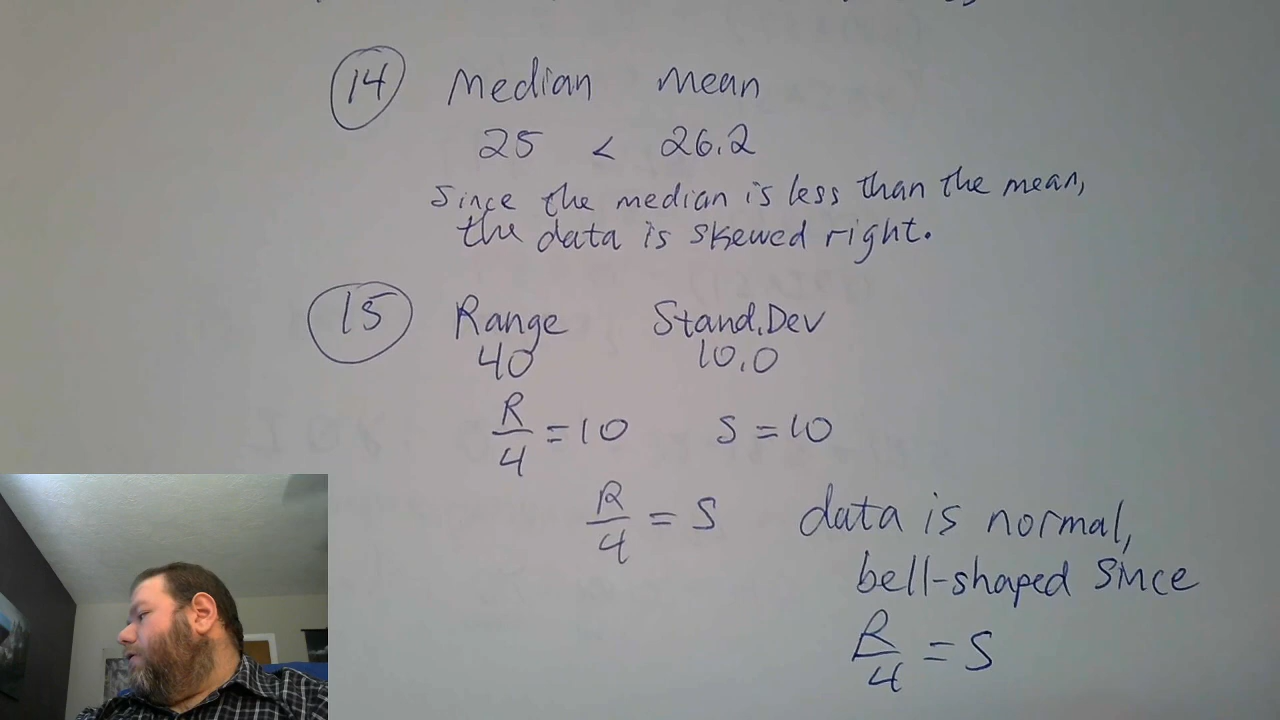 14 Median Mean
25 < 26.2
Since the median is less than the mean,
the data is skewed right.
15 Range Stand.Dev
40 10.0
R/4 = 10 S = 10
R/4 = S data is normal,
bell-shaped since
R/4 = S